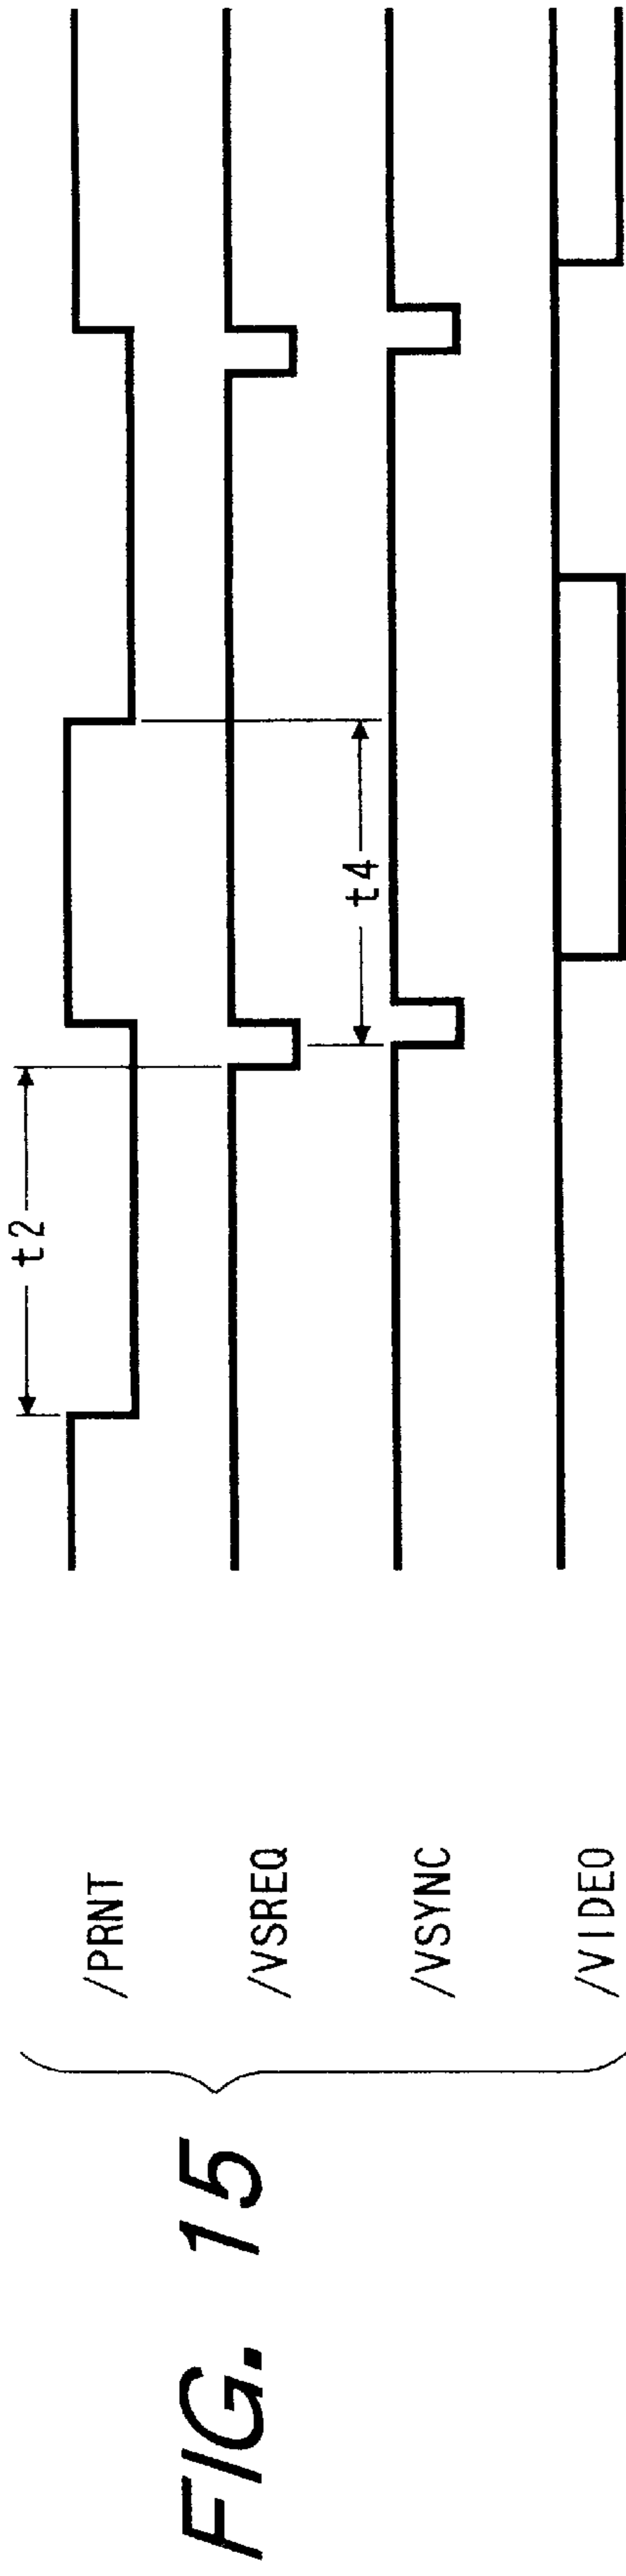 FIG. 15
/PRNT
/VSREQ
/VSYNC
/VIDEO
t2
t4